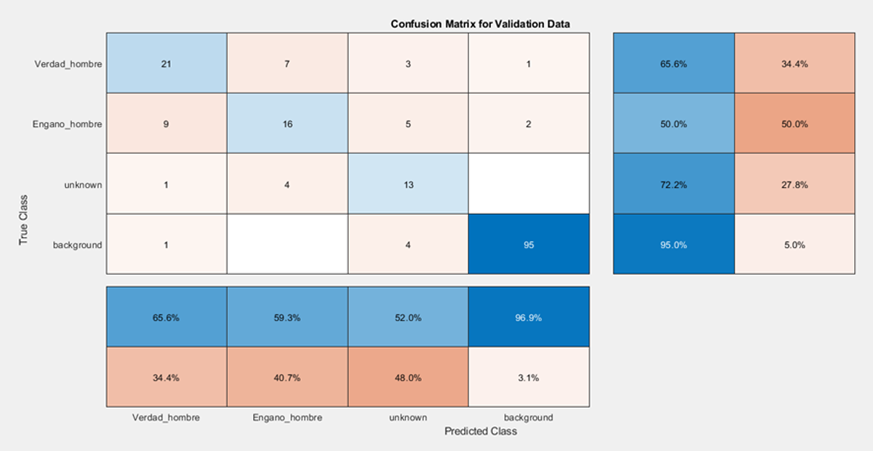 Confusion Matrix for Validation Data
True Class
Verdad_hombre 21 7 3 1 65.6% 34.4%
Engano_hombre 9 16 5 2 50.0% 50.0%
unknown 1 4 13 72.2% 27.8%
background 1 4 95 95.0% 5.0%
65.6% 59.3% 52.0% 96.9%
34.4% 40.7% 48.0% 3.1%
Verdad_hombre Engano_hombre unknown background
Predicted Class